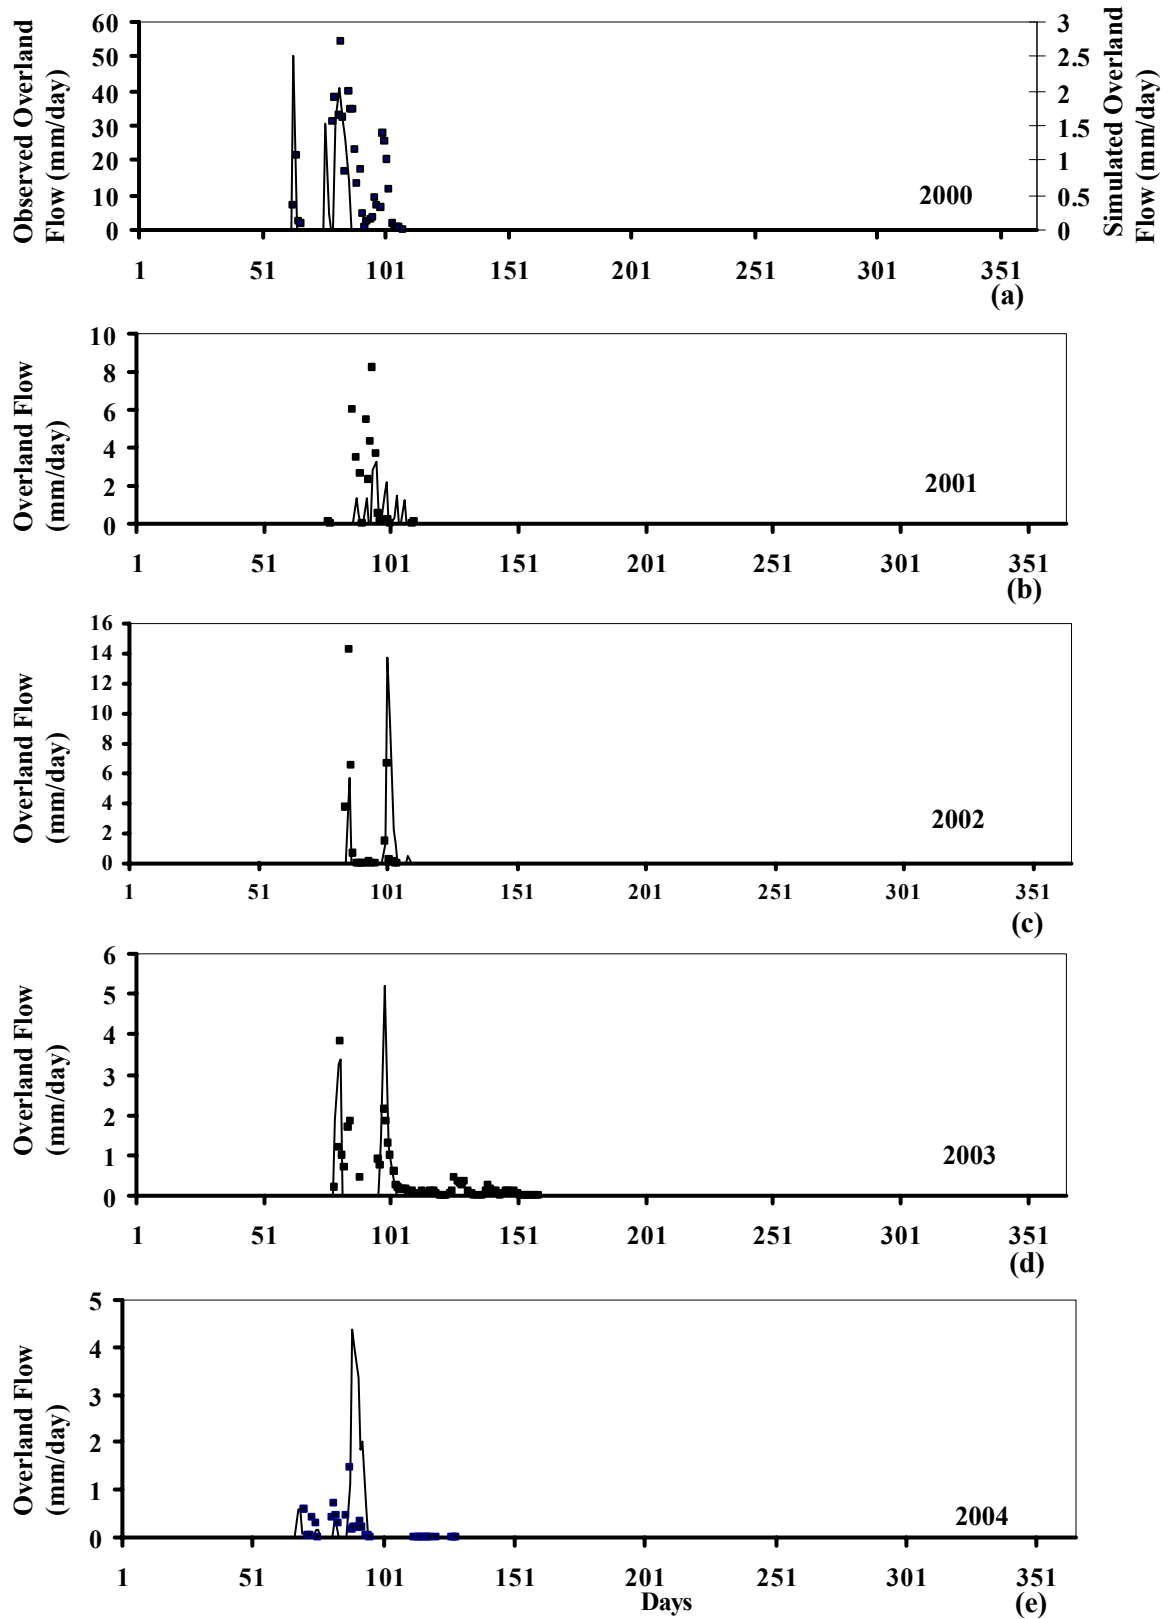 Observed Overland
Flow (mm/day)
60
50
40
30
20
10
0
3
2.5
2
1.5
1
0.5
0
Simulated Overland
Flow (mm/day)
2000
1 51 101 151 201 251 301 351
(a)
Overland Flow
(mm/day)
10
8
6
4
2
0
2001
1 51 101 151 201 251 301 351
(b)
Overland Flow
(mm/day)
16
14
12
10
8
6
4
2
0
2002
1 51 101 151 201 251 301 351
(c)
Overland Flow
(mm/day)
6
5
4
3
2
1
0
2003
1 51 101 151 201 251 301 351
(d)
Overland Flow
(mm/day)
5
4
3
2
1
0
2004
1 51 101 151 201 251 301 351
Days
(e)